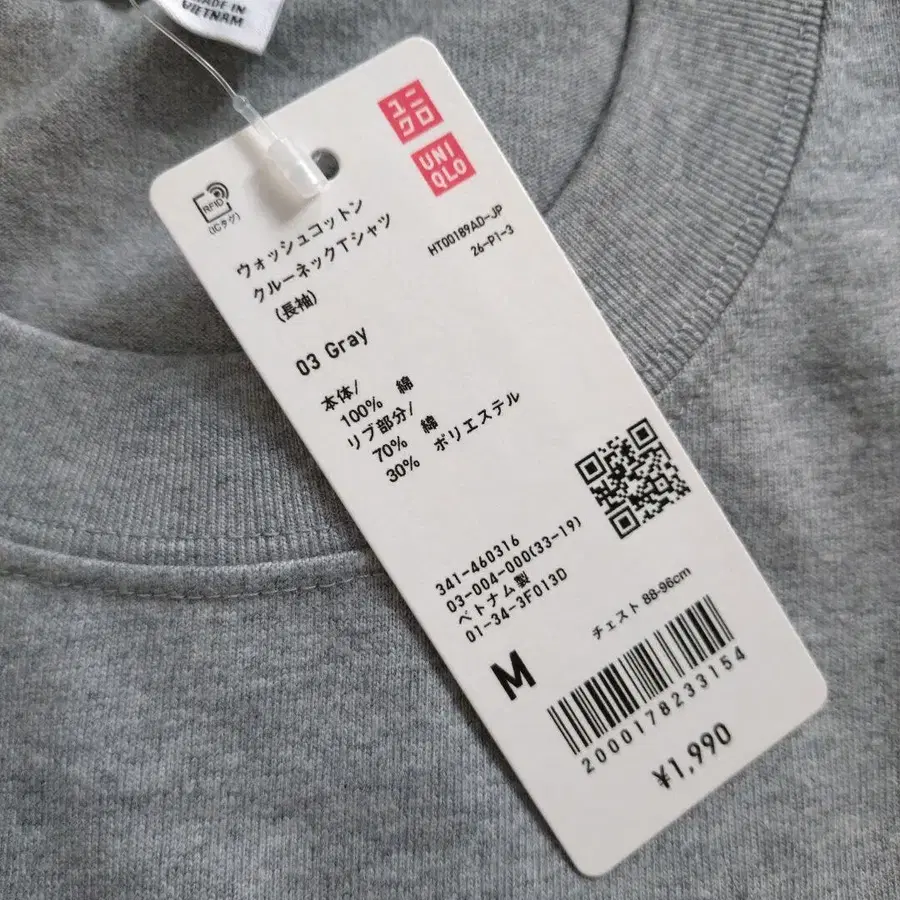 MADE IN
VIETNAM
ユニ
クロ
UNI
QLO
RFID
(ICタグ)
ウォッシュコットン
クルーネックTシャツ
(長袖)
HT00189AD-JP
26-P1-3
03 Gray
本体/
100% 綿
リブ部分/
70% 綿
30% ポリエステル
341-460316
03-004-000(33-19)
ベトナム製
01-34-3F013D
チェスト 88-96cm
M
2000178233154
¥1,990